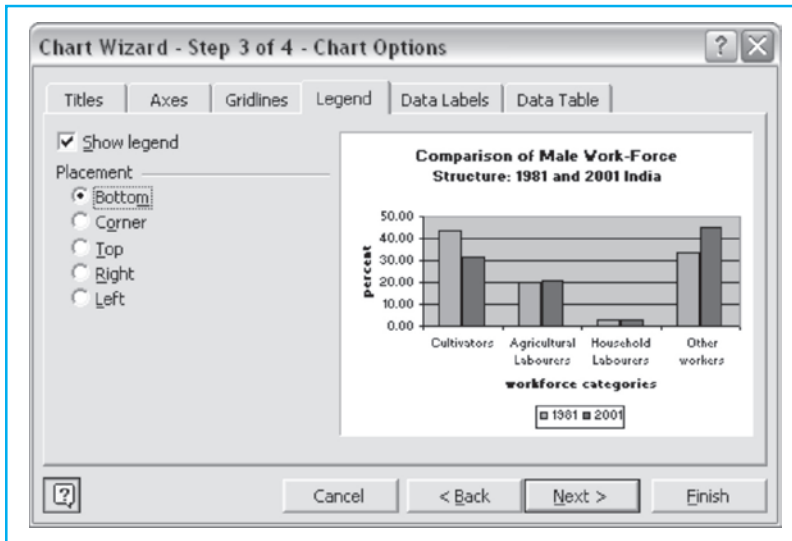 Chart Wizard - Step 3 of 4 - Chart Options
?
Titles Axes Gridlines Legend Data Labels Data Table
Show legend
Placement
Bottom
Corner
Top
Right
Left
Comparison of Male Work-Force
Structure: 1981 and 2001 India
percent
50.00
40.00
30.00
20.00
10.00
0.00
Cultivators Agricultural Labourers Household Labourers Other workers
workforce categories
1981 2001
? Cancel < Back Next > Finish